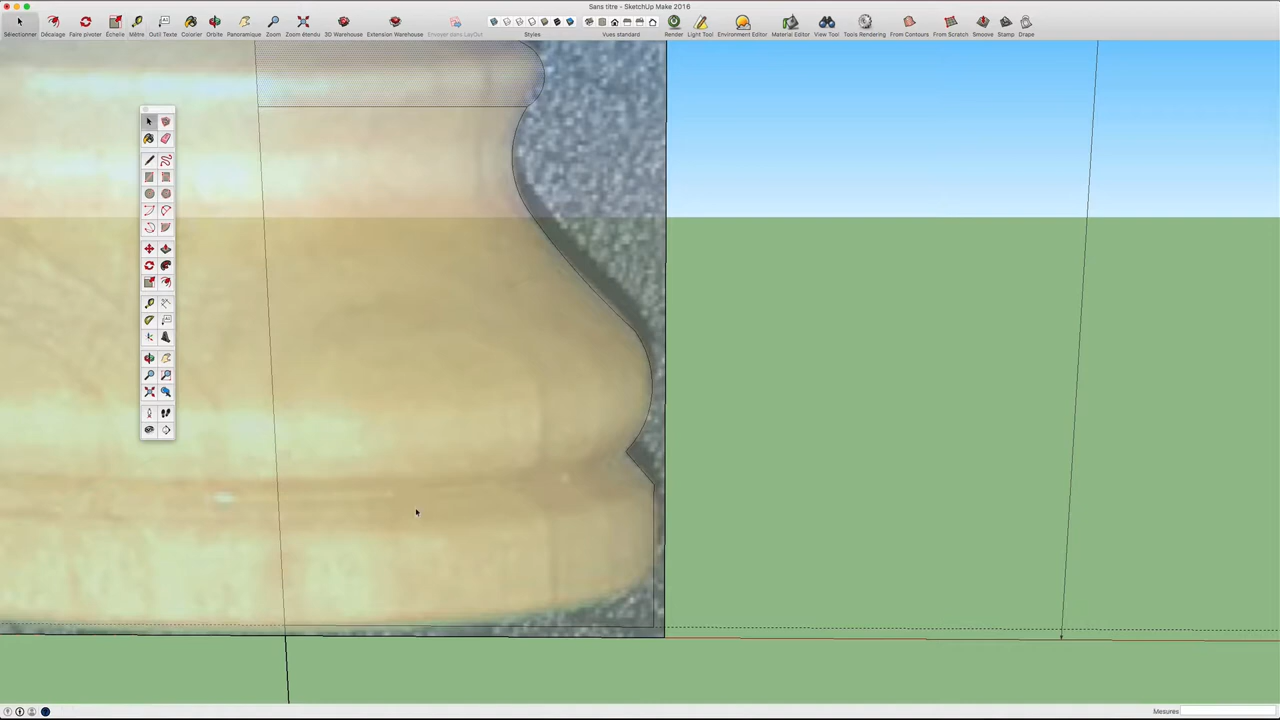 Sans titre - SketchUp Make 2016
Sélectionner Décalage Faire pivoter Échelle Mètre Outil Texte Colorier Orbite Panoramique Zoom Zoom étendu 3D Warehouse Extension Warehouse Envoyer dans LayOut Styles Vues standard Render Light Tool Environment Editor Material Editor View Tool Tools Rendering From Contours From Scratch Smoove Stamp Drape
Mesures